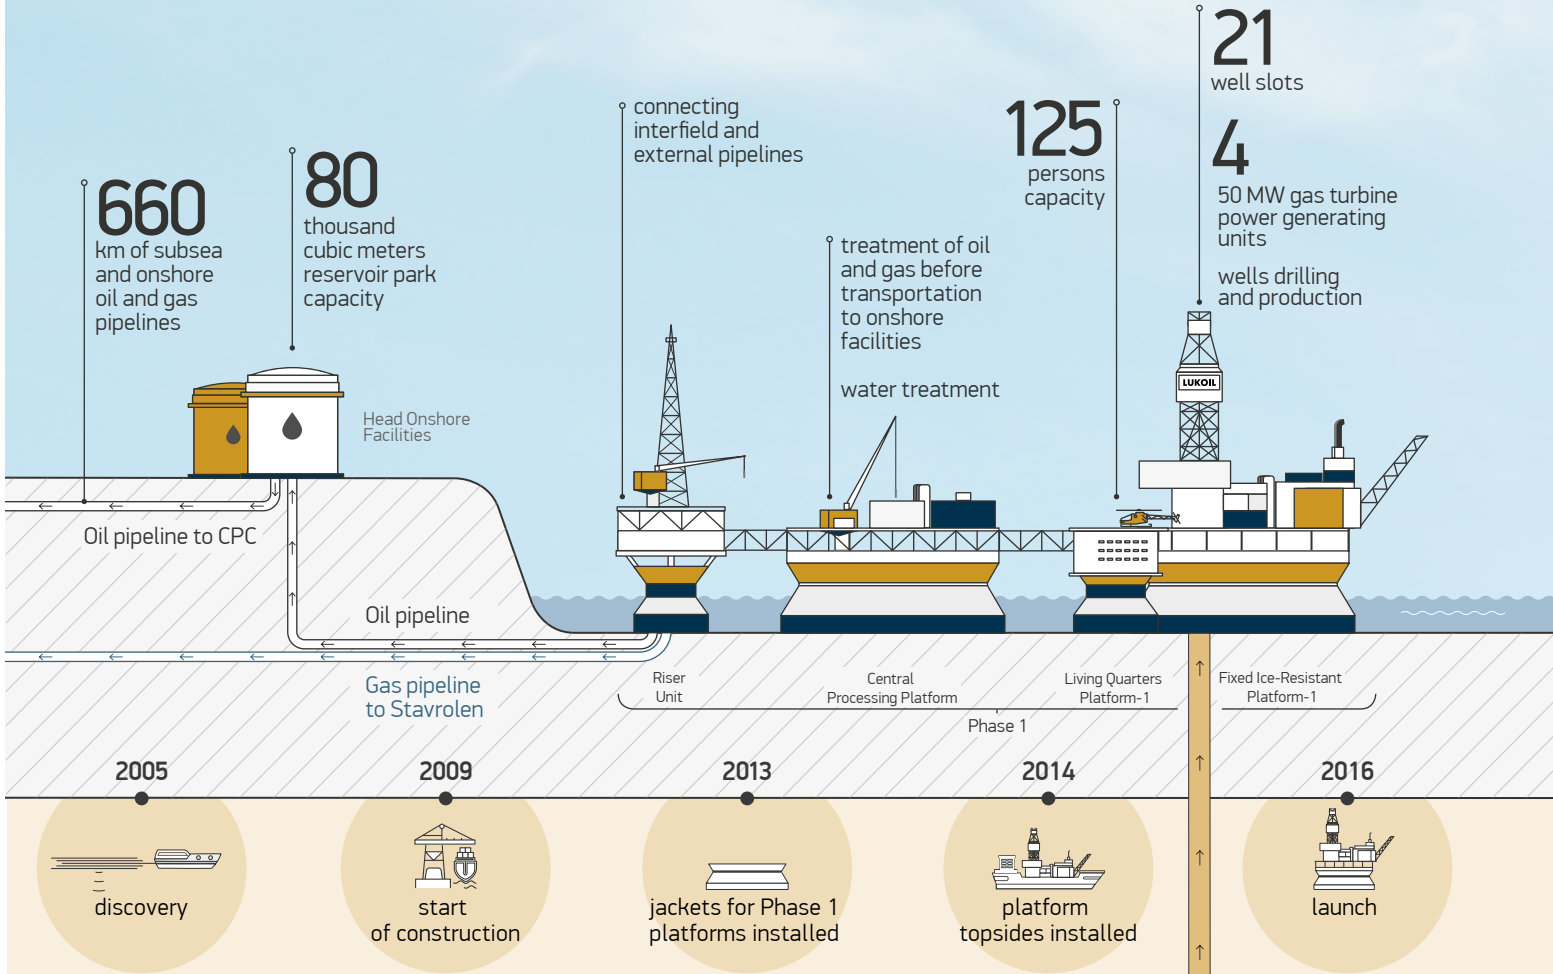 660
km of subsea
and onshore
oil and gas
pipelines
80
thousand
cubic meters
reservoir park
capacity
connecting
interfield and
external pipelines
treatment of oil
and gas before
transportation
to onshore
facilities
water treatment
125
persons
capacity
21
well slots
4
50 MW gas turbine
power generating
units
wells drilling
and production
LUKOIL
Head Onshore
Facilities
Oil pipeline to CPC
Oil pipeline
Gas pipeline
to Stavrolen
Riser
Unit
Central
Processing Platform
Living Quarters
Platform-1
Fixed Ice-Resistant
Platform-1
Phase 1
2005
discovery
2009
start
of construction
2013
jackets for Phase 1
platforms installed
2014
platform
topsides installed
2016
launch